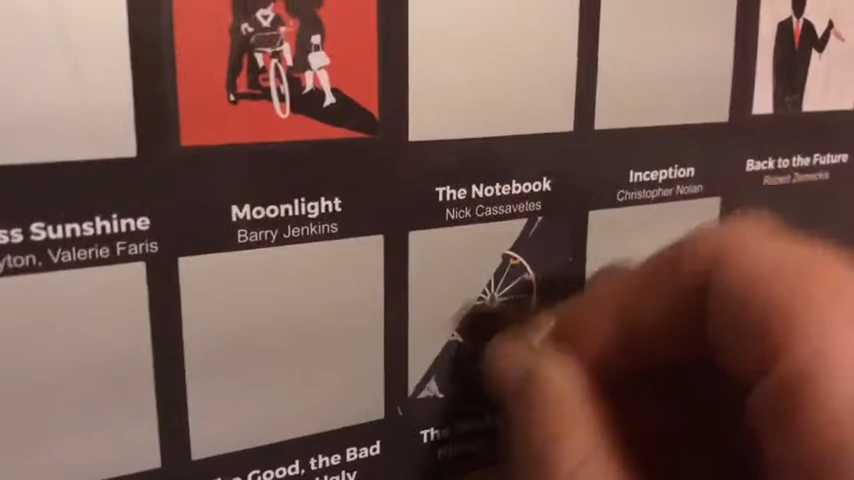 ss Sunshine
yton, Valerie Faris
Moonlight
Barry Jenkins
The Notebook
Nick Cassavetes
Inception
Christopher Nolan
Back to the Future
Robert Zemeckis
e Good, the Bad
The